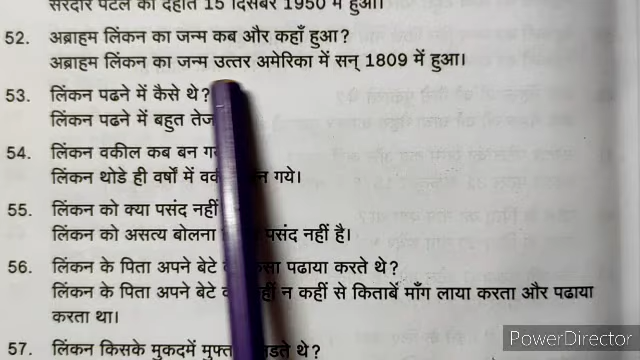 सरदार पटेल का देहांत 15 दिसंबर 1950 में हुआ।
52. अब्राहम लिंकन का जन्म कब और कहाँ हुआ?
अब्राहम लिंकन का जन्म उत्तर अमेरिका में सन् 1809 में हुआ।
53. लिंकन पढने में कैसे थे?
लिंकन पढने में बहुत तेज
54. लिंकन वकील कब बन
लिंकन थोडे ही वर्षों में गये।
55. लिंकन को क्या पसंद नहीं
लिंकन को असत्य बोलना पसंद नहीं है।
56. लिंकन के पिता अपने बेटे पढाया करते थे?
लिंकन के पिता अपने बेटे न कहीं से किताबें माँग लाया करता और पढाया
करता था।
57. लिंकन किसके मुकदमें मुफ्त थे?
PowerDirector